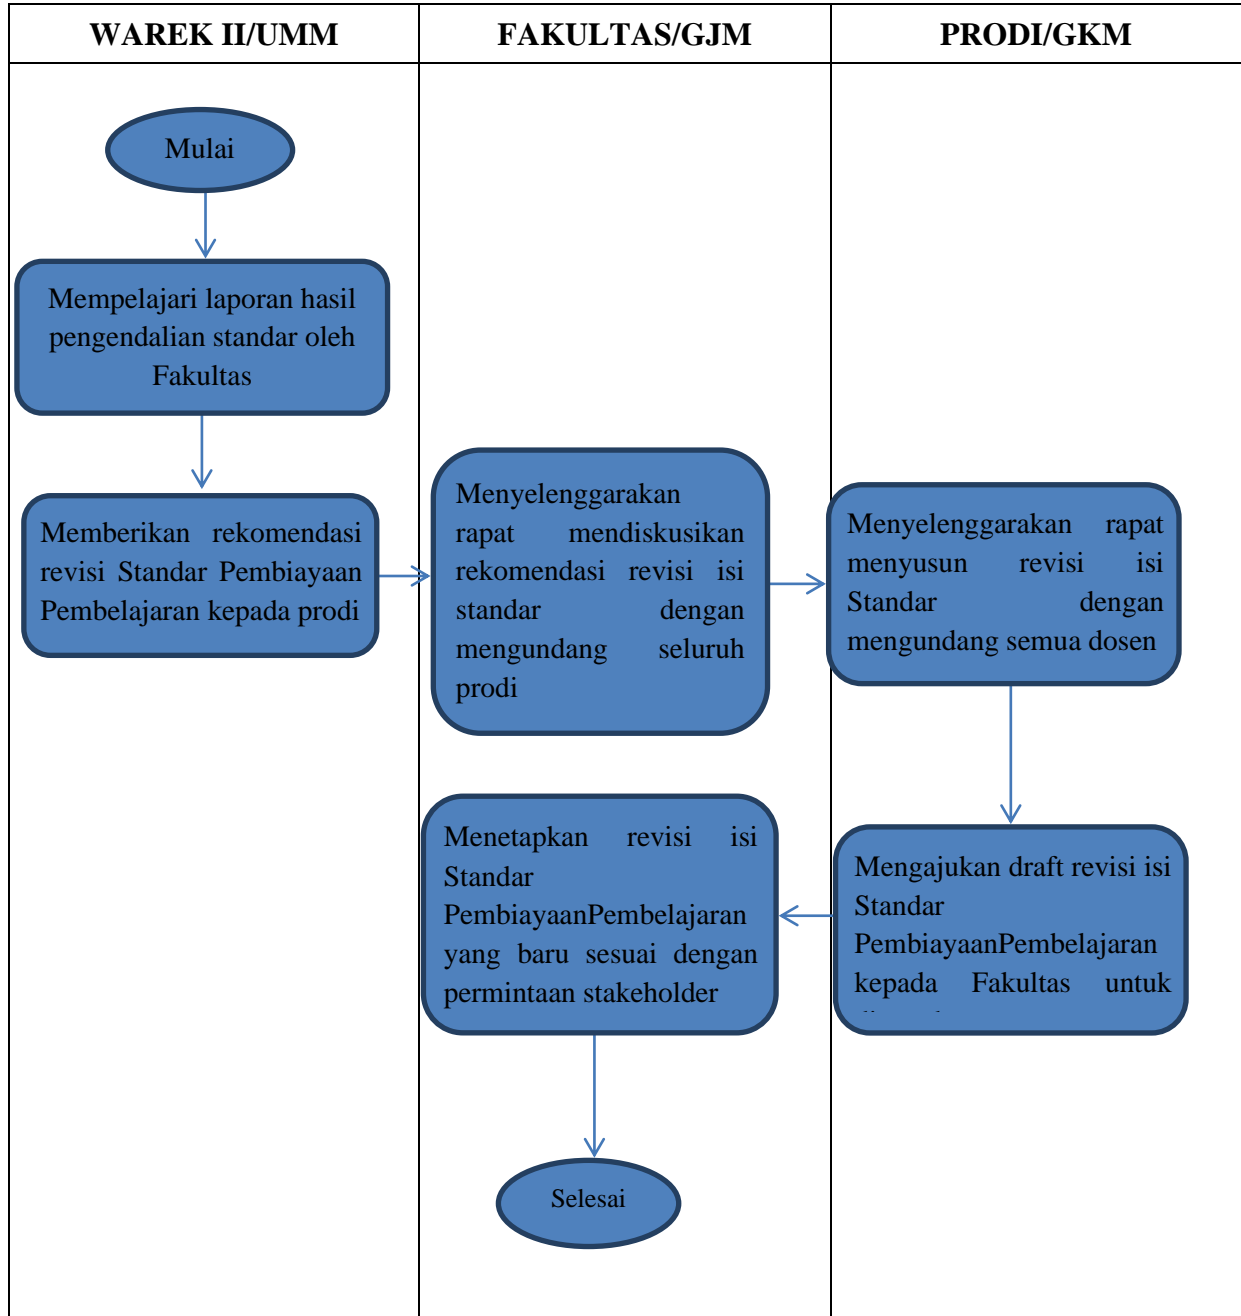 WAREK II/UMM
FAKULTAS/GJM
PRODI/GKM
Mulai
Mempelajari laporan hasil
pengendalian standar oleh
Fakultas
Memberikan rekomendasi
revisi Standar Pembiayaan
Pembelajaran kepada prodi
Menyelenggarakan
rapat mendiskusikan
rekomendasi revisi isi
standar dengan
mengundang seluruh
prodi
Menyelenggarakan rapat
menyusun revisi isi
Standar dengan
mengundang semua dosen
Mengajukan draft revisi isi
Standar
PembiayaanPembelajaran
kepada Fakultas untuk
Menetapkan revisi isi
Standar
PembiayaanPembelajaran
yang baru sesuai dengan
permintaan stakeholder
Selesai